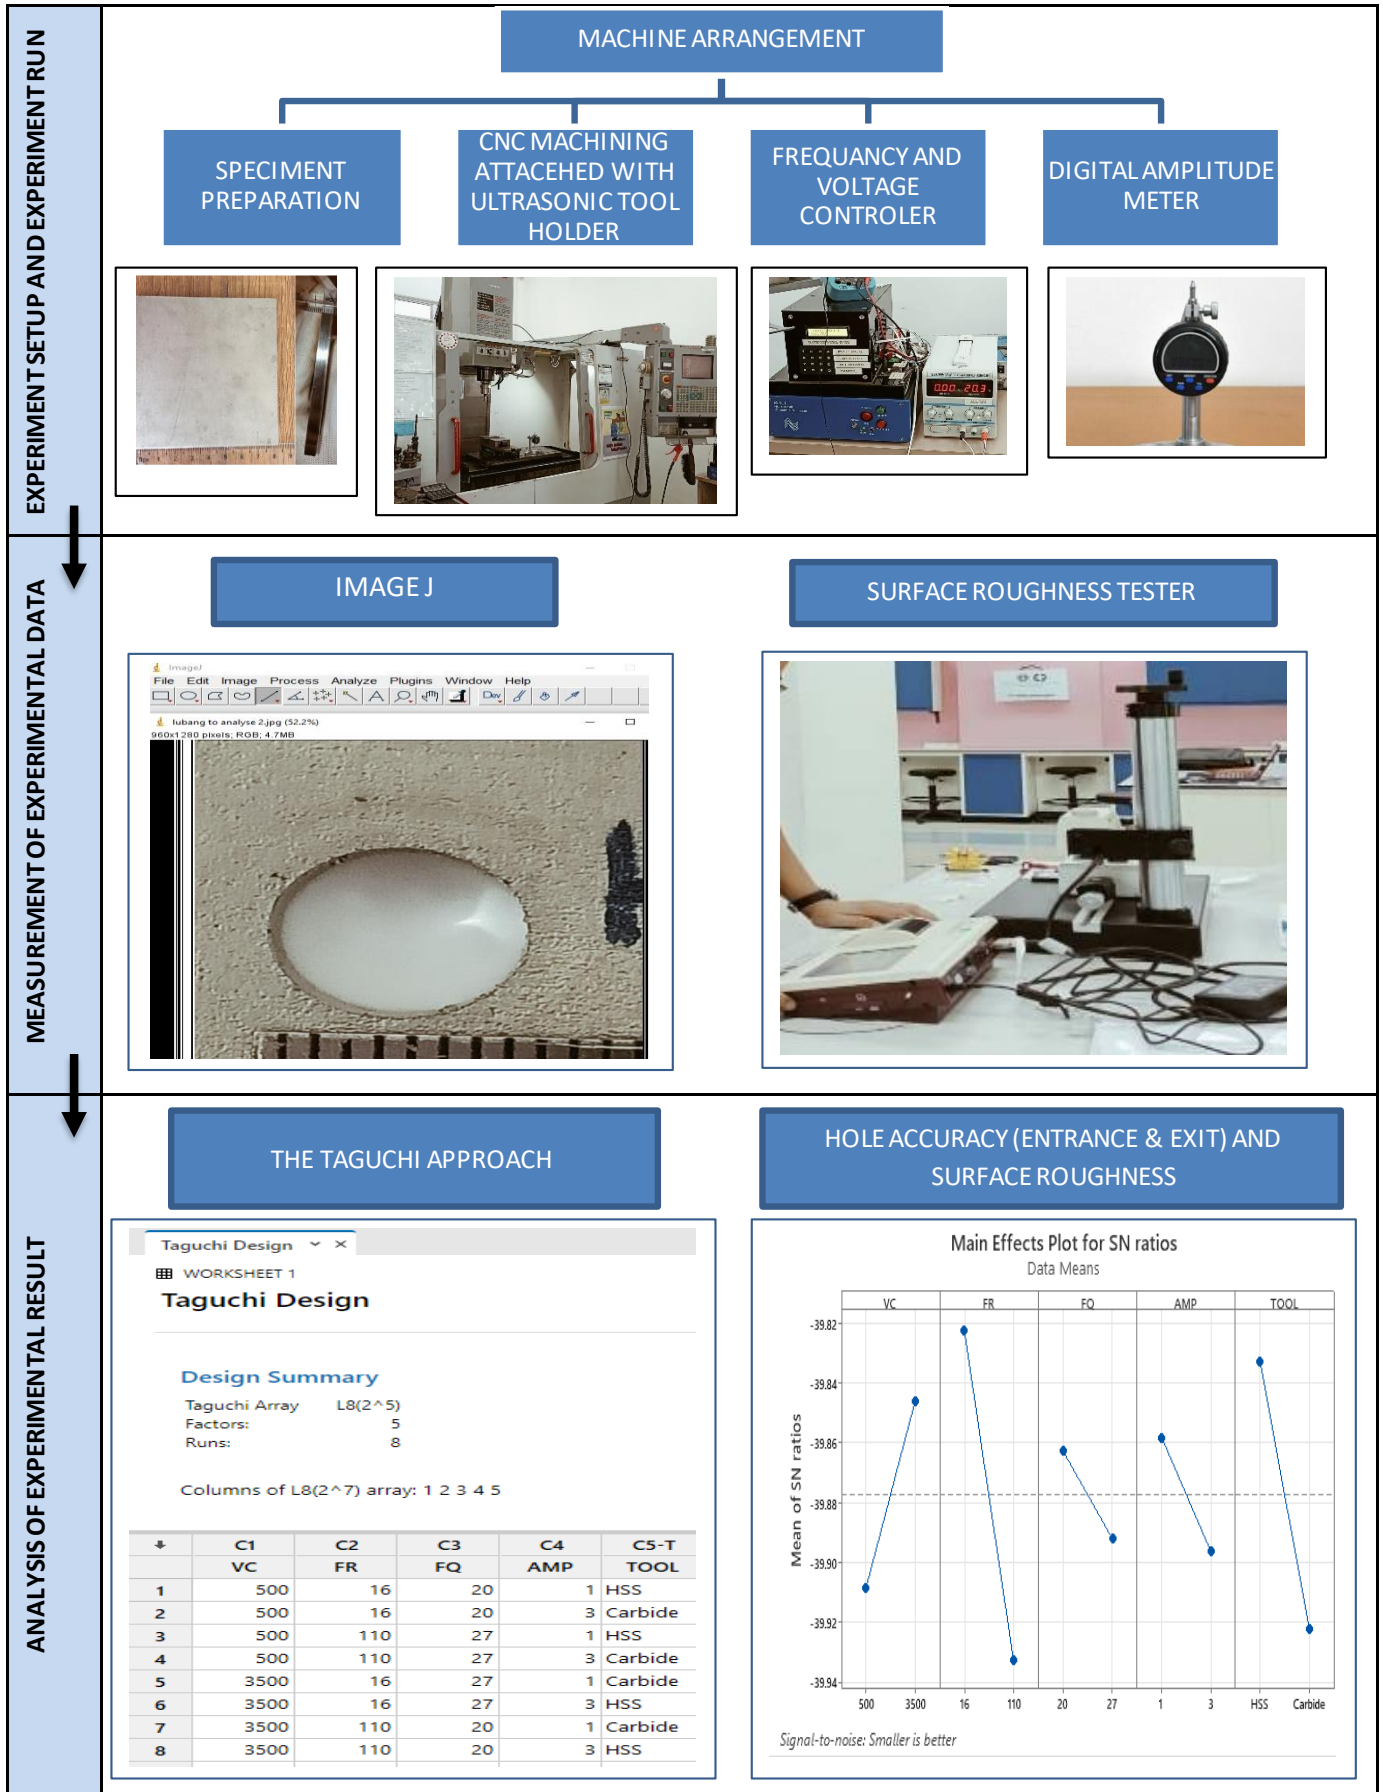 EXPERIMENT SETUP AND EXPERIMENT RUN
MACHINE ARRANGEMENT
SPECIMENT
PREPARATION
CNC MACHINING
ATTACEHED WITH
ULTRASONIC TOOL
HOLDER
FREQUANCY AND
VOLTAGE
CONTROLER
DIGITAL AMPLITUDE
METER
0.00 20.3
MEASUREMENT OF EXPERIMENTAL DATA
IMAGE J
SURFACE ROUGHNESS TESTER
ImageJ
File Edit Image Process Analyze Plugins Window Help
A Dev
lubang to analyse 2.jpg (52.2%)
960x1280 pixels; RGB; 4.7MB
ANALYSIS OF EXPERIMENTAL RESULT
THE TAGUCHI APPROACH
HOLE ACCURACY (ENTRANCE & EXIT) AND
SURFACE ROUGHNESS
Taguchi Design
WORKSHEET 1
Taguchi Design
Design Summary
Taguchi Array L8(2^5)
Factors: 5
Runs: 8
Columns of L8(2^7) array: 1 2 3 4 5
C1 C2 C3 C4 C5-T
VC FR FQ AMP TOOL
1 500 16 20 1 HSS
2 500 16 20 3 Carbide
3 500 110 27 1 HSS
4 500 110 27 3 Carbide
5 3500 16 27 1 Carbide
6 3500 16 27 3 HSS
7 3500 110 20 1 Carbide
8 3500 110 20 3 HSS
Main Effects Plot for SN ratios
Data Means
VC FR FQ AMP TOOL
Mean of SN ratios
-39.82
-39.84
-39.86
-39.88
-39.90
-39.92
-39.94
500 3500 16 110 20 27 1 3 HSS Carbide
Signal-to-noise: Smaller is better